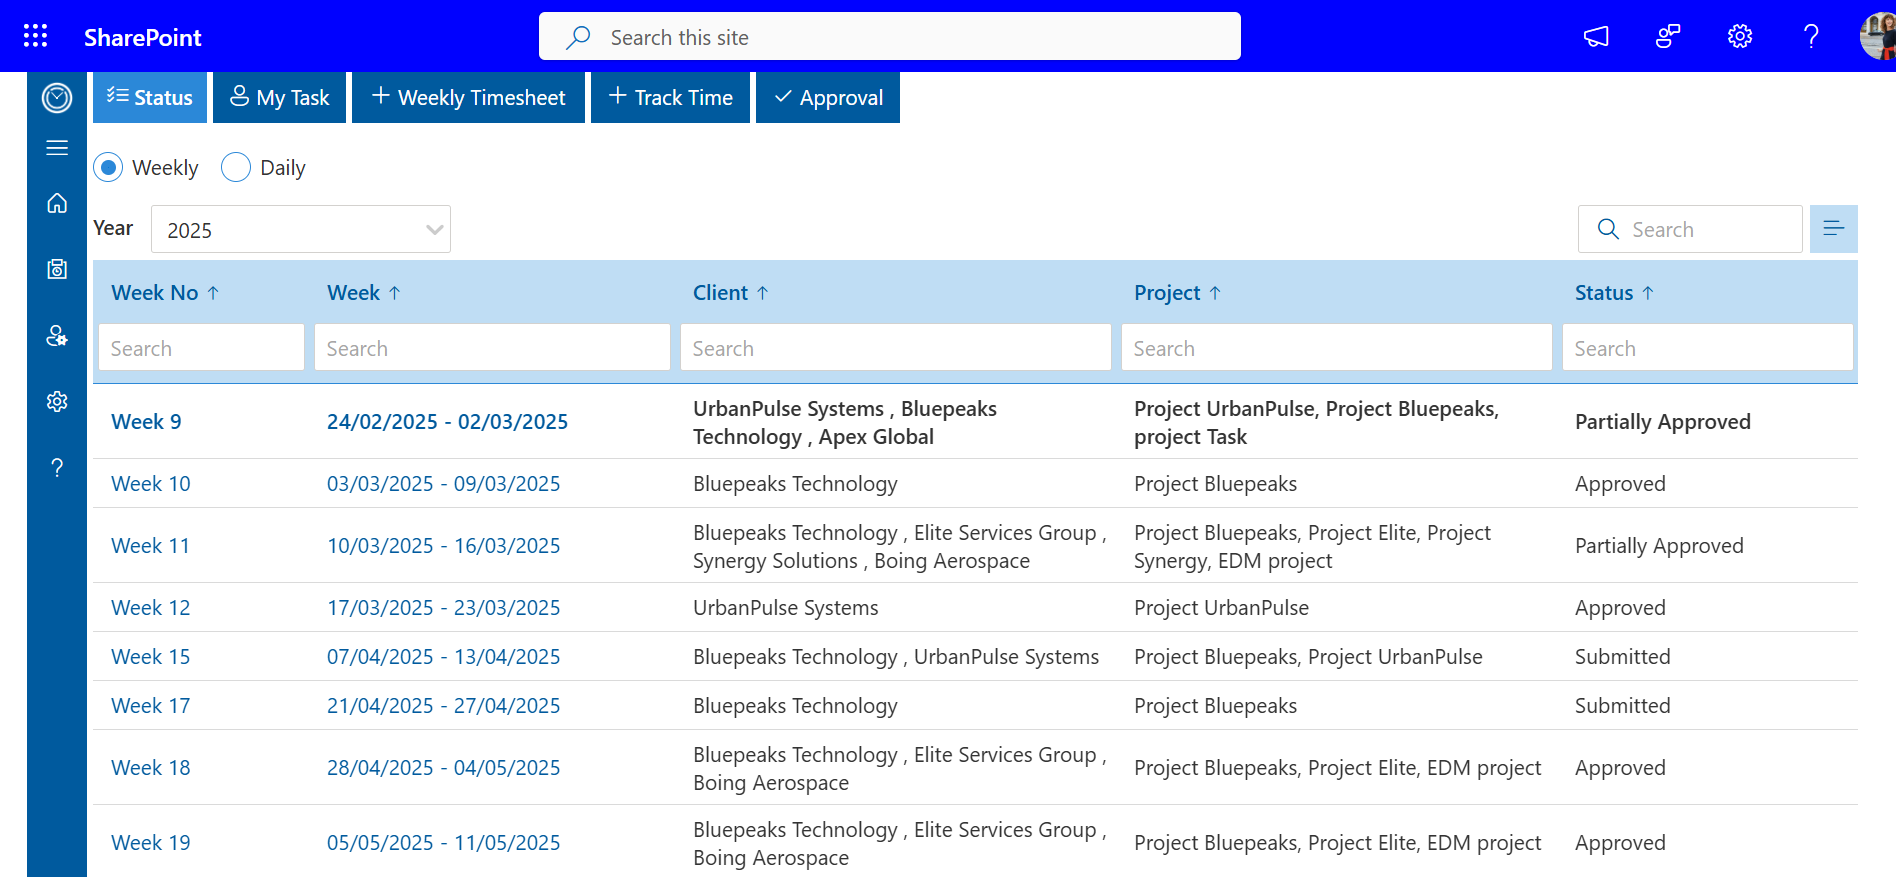 SharePoint
Search this site
Status
My Task
Weekly Timesheet
Track Time
Approval
Weekly
Daily
Year
2025
Search
Week No
Week
Client
Project
Status
Search
Search
Search
Search
Search
Week 9
24/02/2025 - 02/03/2025
UrbanPulse Systems , Bluepeaks
Technology , Apex Global
Project UrbanPulse, Project Bluepeaks,
project Task
Partially Approved
Week 10
03/03/2025 - 09/03/2025
Bluepeaks Technology
Project Bluepeaks
Approved
Week 11
10/03/2025 - 16/03/2025
Bluepeaks Technology , Elite Services Group ,
Synergy Solutions , Boing Aerospace
Project Bluepeaks, Project Elite, Project
Synergy, EDM project
Partially Approved
Week 12
17/03/2025 - 23/03/2025
UrbanPulse Systems
Project UrbanPulse
Approved
Week 15
07/04/2025 - 13/04/2025
Bluepeaks Technology , UrbanPulse Systems
Project Bluepeaks, Project UrbanPulse
Submitted
Week 17
21/04/2025 - 27/04/2025
Bluepeaks Technology
Project Bluepeaks
Submitted
Week 18
28/04/2025 - 04/05/2025
Bluepeaks Technology , Elite Services Group ,
Boing Aerospace
Project Bluepeaks, Project Elite, EDM project
Approved
Week 19
05/05/2025 - 11/05/2025
Bluepeaks Technology , Elite Services Group ,
Boing Aerospace
Project Bluepeaks, Project Elite, EDM project
Approved